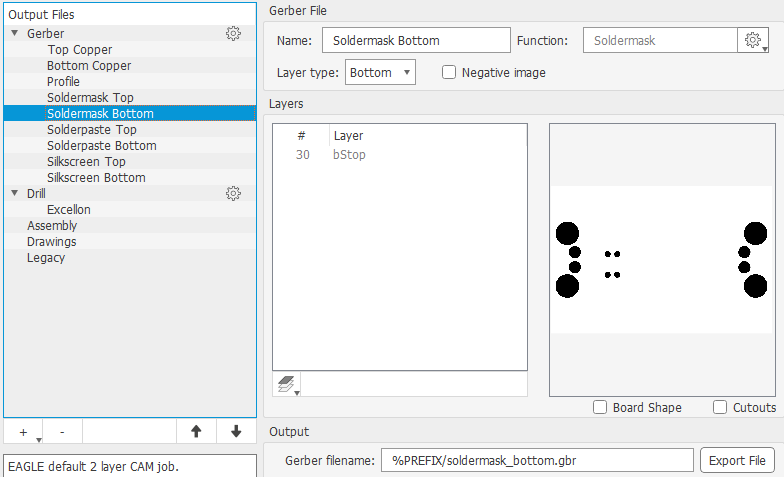 Output Files
Gerber
Top Copper
Bottom Copper
Profile
Soldermask Top
Soldermask Bottom
Solderpaste Top
Solderpaste Bottom
Silkscreen Top
Silkscreen Bottom
Drill
Excellon
Assembly
Drawings
Legacy
+ -
EAGLE default 2 layer CAM job.
Gerber File
Name: Soldermask Bottom Function: Soldermask
Layer type: Bottom Negative image
Layers
# Layer
30 bStop
Board Shape Cutouts
Output
Gerber filename: %PREFIX/soldermask_bottom.gbr Export File